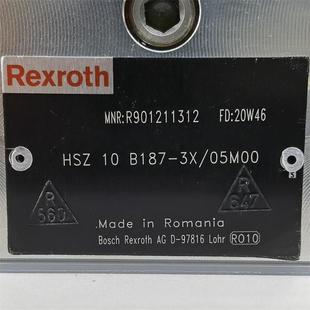 Rexroth
MNR:R901211312 FD:20W46
HSZ 10 B187-3X/05M00
R
560
R
647
Made in Romania
Bosch Rexroth AG D-97816 Lohr R010